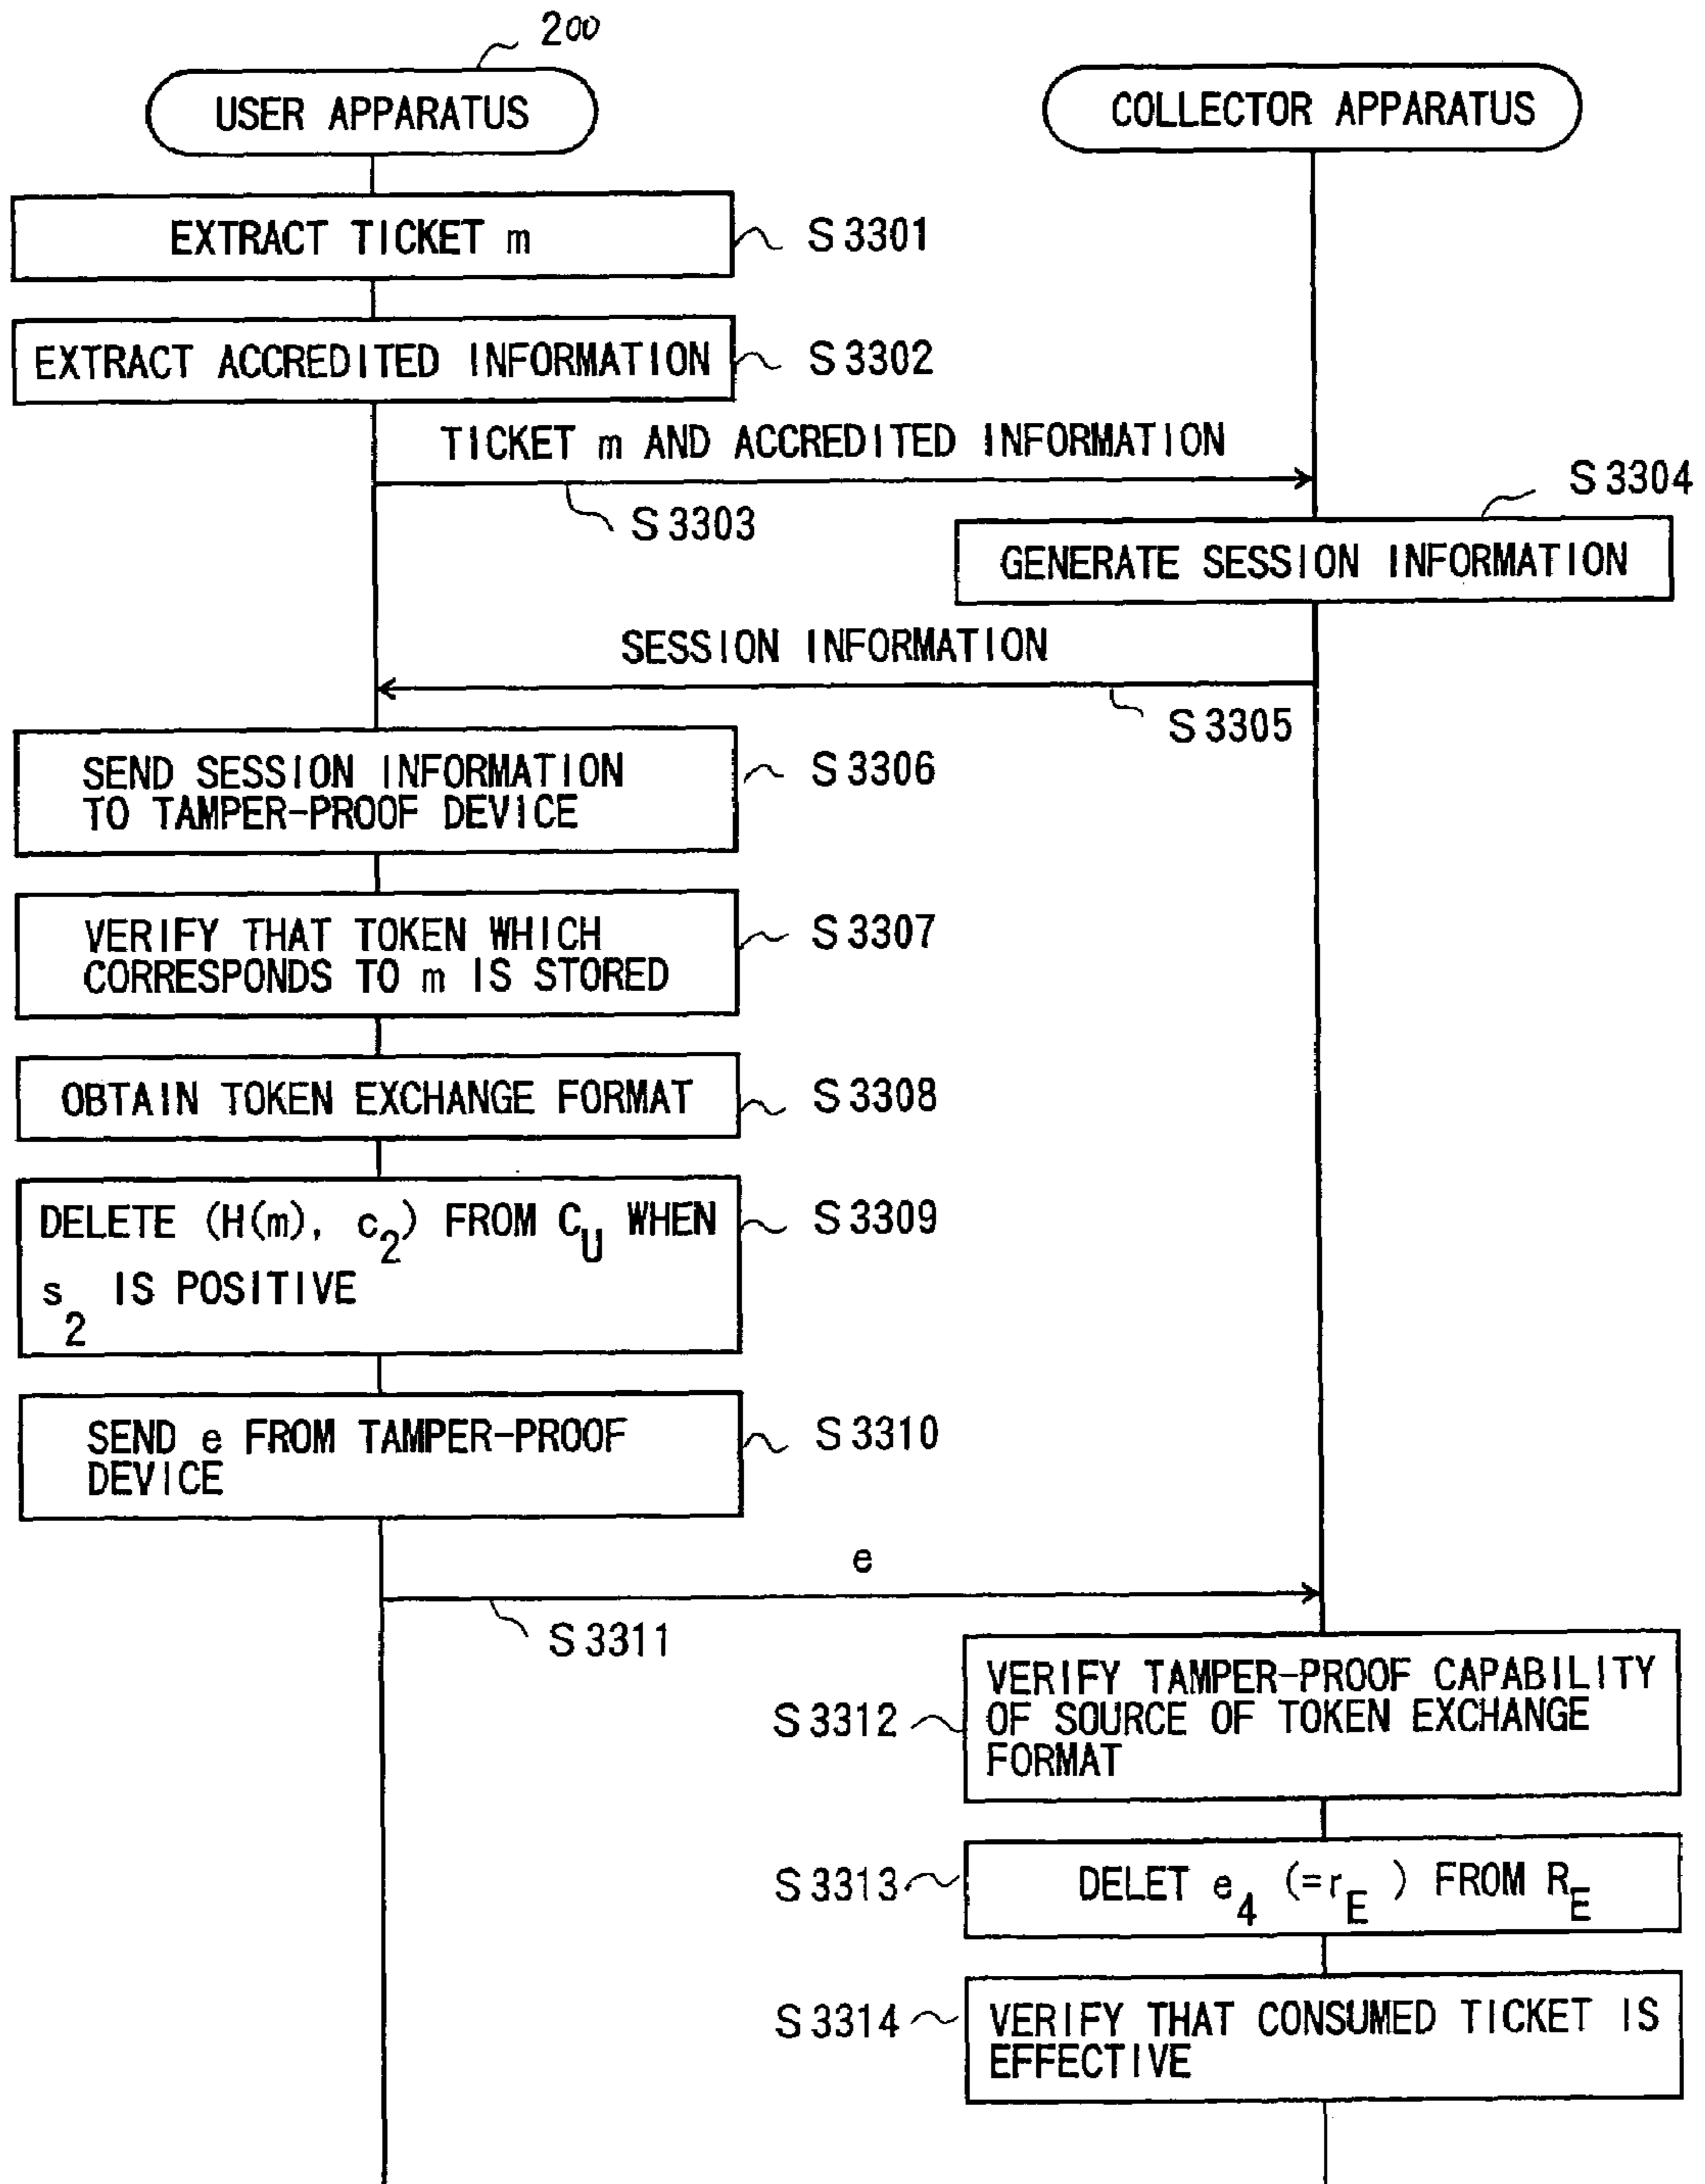 200
USER APPARATUS
COLLECTOR APPARATUS
EXTRACT TICKET m
S3301
EXTRACT ACCREDITED INFORMATION
S3302
TICKET m AND ACCREDITED INFORMATION
S3303
S3304
GENERATE SESSION INFORMATION
SESSION INFORMATION
S3305
SEND SESSION INFORMATION
TO TAMPER-PROOF DEVICE
S3306
VERIFY THAT TOKEN WHICH
CORRESPONDS TO m IS STORED
S3307
OBTAIN TOKEN EXCHANGE FORMAT
S3308
DELETE (H(m), c2) FROM CU WHEN
s2 IS POSITIVE
S3309
SEND e FROM TAMPER-PROOF
DEVICE
S3310
e
S3311
VERIFY TAMPER-PROOF CAPABILITY
OF SOURCE OF TOKEN EXCHANGE
FORMAT
S3312
DELET e4 (=rE ) FROM RE
S3313
VERIFY THAT CONSUMED TICKET IS
EFFECTIVE
S3314